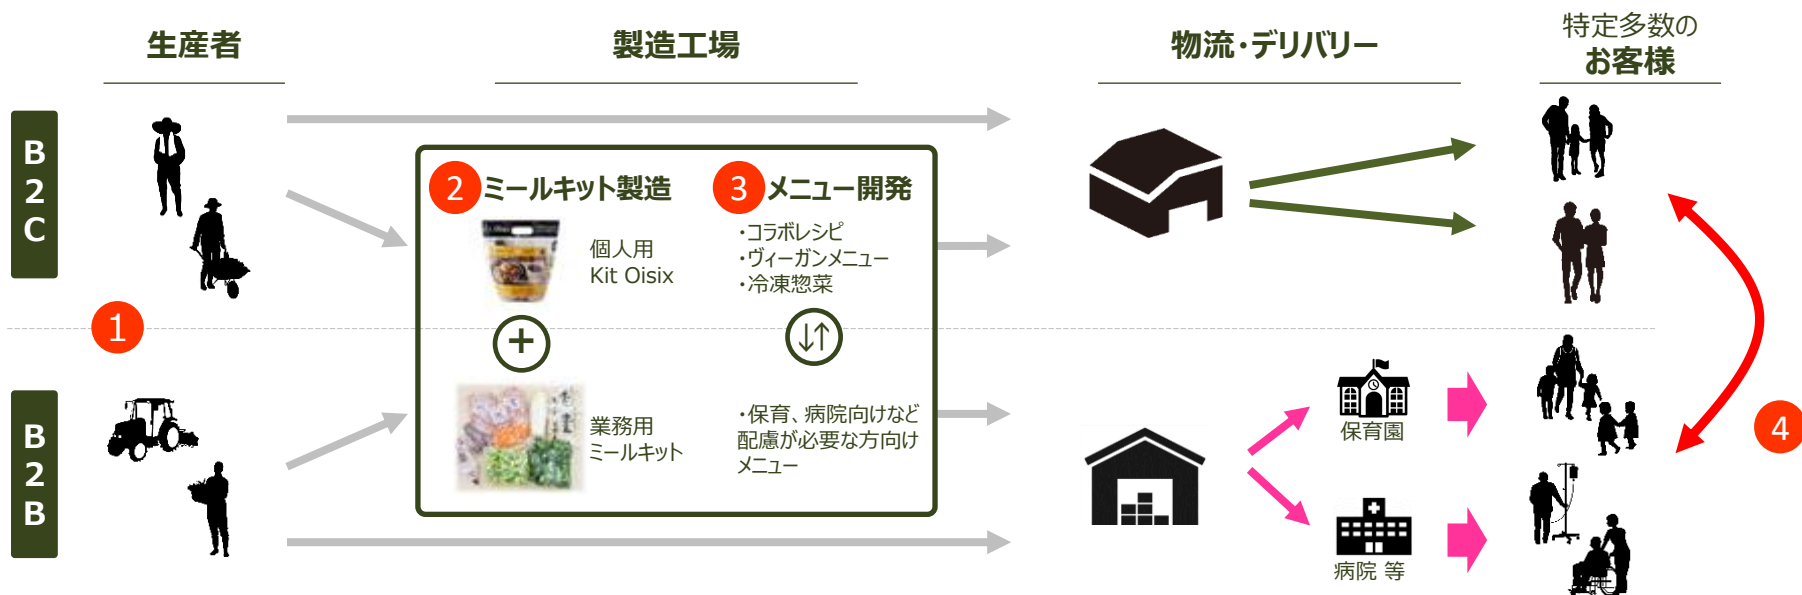 生産者
製造工場
物流・デリバリー
特定多数の
お客様
B2C
2 ミールキット製造
個人用
Kit Oisix
+
業務用
ミールキット
3 メニュー開発
・コラボレシピ
・ヴィーガンメニュー
・冷凍惣菜
↓↑
・保育、病院向けなど
配慮が必要な方向け
メニュー
1
B2B
保育園
病院 等
4